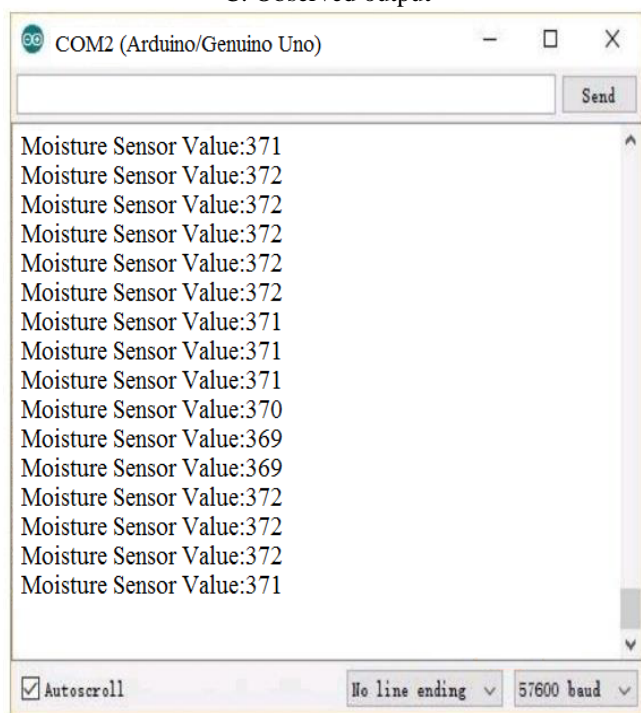 COM2 (Arduino/Genuino Uno)
Send
Moisture Sensor Value:371
Moisture Sensor Value:372
Moisture Sensor Value:372
Moisture Sensor Value:372
Moisture Sensor Value:372
Moisture Sensor Value:372
Moisture Sensor Value:371
Moisture Sensor Value:371
Moisture Sensor Value:371
Moisture Sensor Value:370
Moisture Sensor Value:369
Moisture Sensor Value:369
Moisture Sensor Value:372
Moisture Sensor Value:372
Moisture Sensor Value:372
Moisture Sensor Value:371
Autoscroll
No line ending
57600 baud